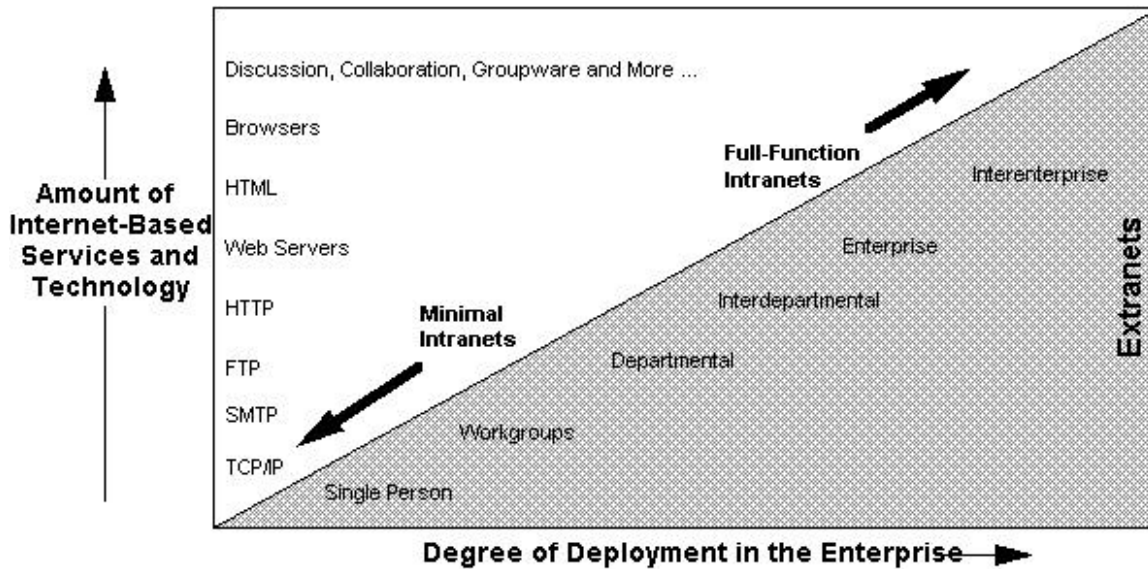 Discussion, Collaboration, Groupware and More ...
Browsers
HTML
Web Servers
HTTP
FTP
SMTP
TCP/IP
Amount of
Internet-Based
Services and
Technology
Full-Function
Intranets
Minimal
Intranets
Interenterprise
Enterprise
Interdepartmental
Departmental
Workgroups
Single Person
Extranets
Degree of Deployment in the Enterprise